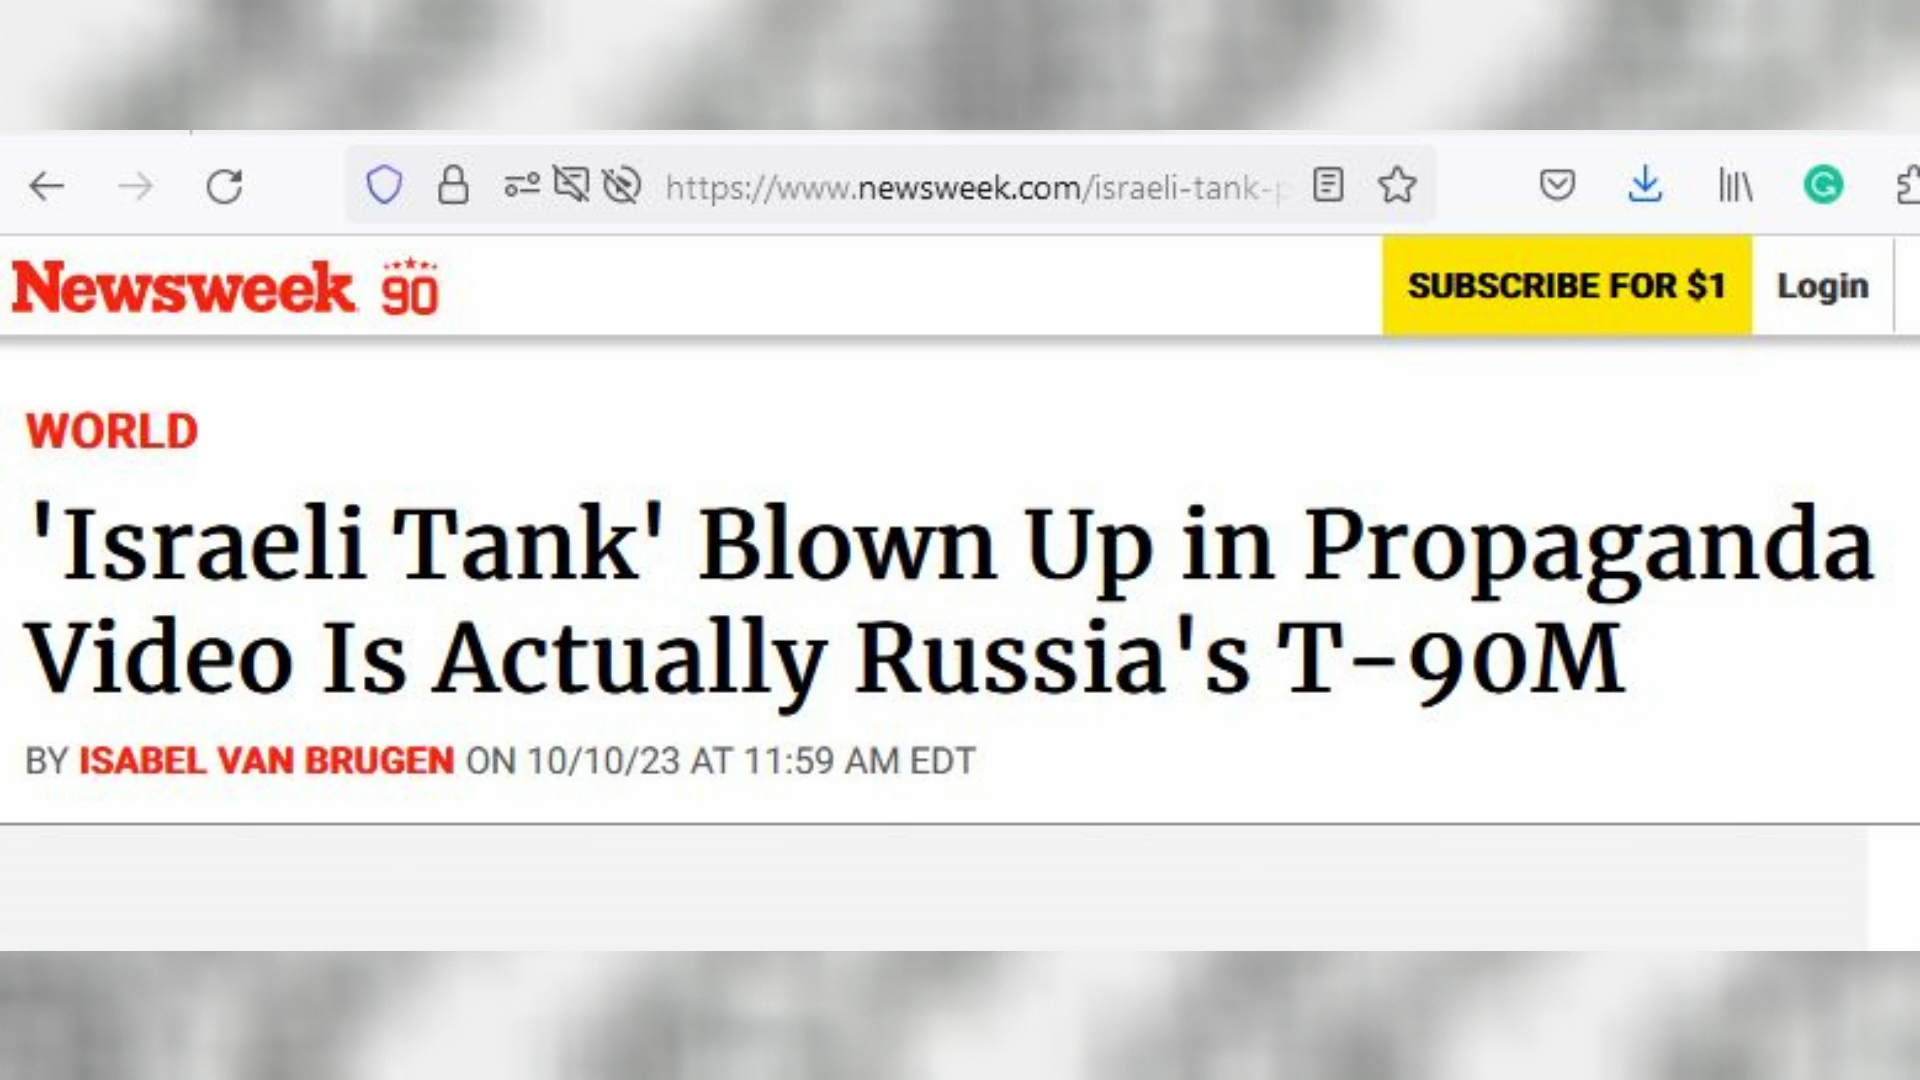 https://www.newsweek.com/israeli-tank-p
Newsweek 90
SUBSCRIBE FOR $1
Login
WORLD
'Israeli Tank' Blown Up in Propaganda
Video Is Actually Russia's T-90M
BY ISABEL VAN BRUGEN ON 10/10/23 AT 11:59 AM EDT